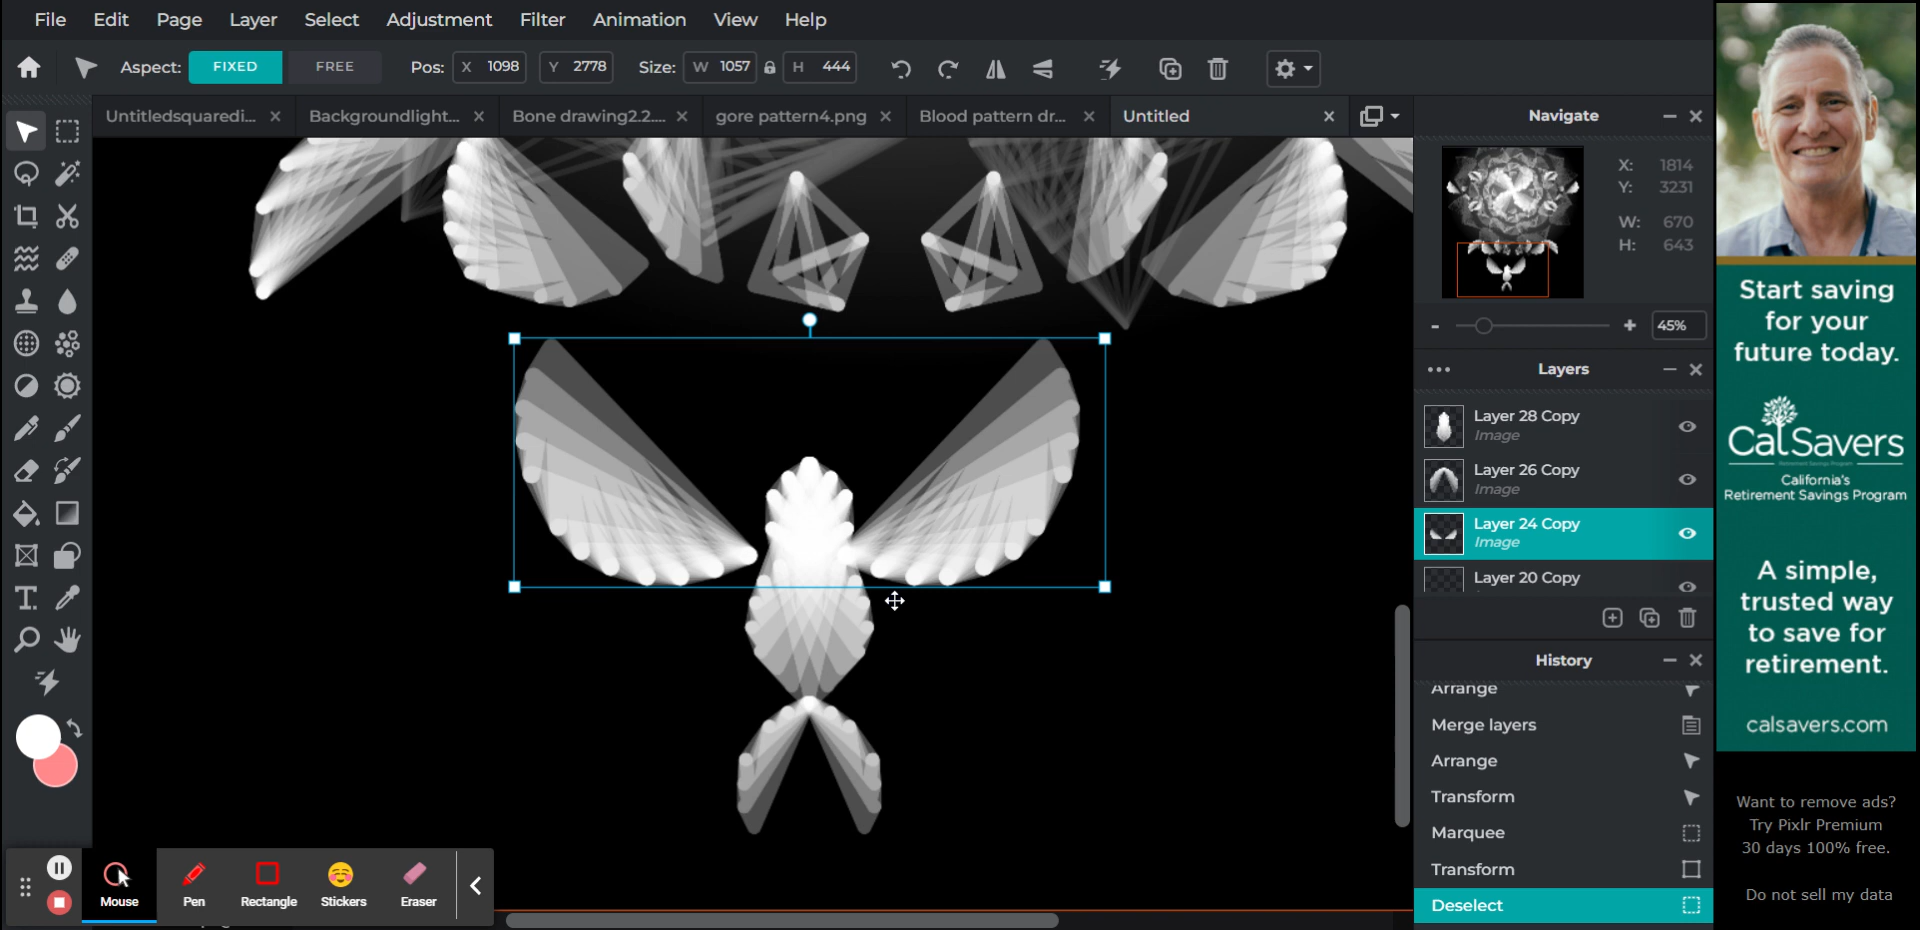 File Edit Page Layer Select Adjustment Filter Animation View Help
Aspect: FIXED FREE Pos: X 1098 Y 2778 Size: W 1057 H 444
Untitledsquaredi... Backgroundlight... Bone drawing2.2.... gore pattern4.png Blood pattern dr... Untitled
Navigate
X: 1814
Y: 3231
W: 670
H: 643
- + 45%
Layers
Layer 28 Copy
Image
Layer 26 Copy
Image
Layer 24 Copy
Image
Layer 20 Copy
History
Arrange
Merge layers
Arrange
Transform
Marquee
Transform
Deselect
Mouse Pen Rectangle Stickers Eraser
Start saving
for your
future today.
CalSavers
Retirement Savings Program
California's
Retirement Savings Program
A simple,
trusted way
to save for
retirement.
calsavers.com
Want to remove ads?
Try Pixlr Premium
30 days 100% free.
Do not sell my data